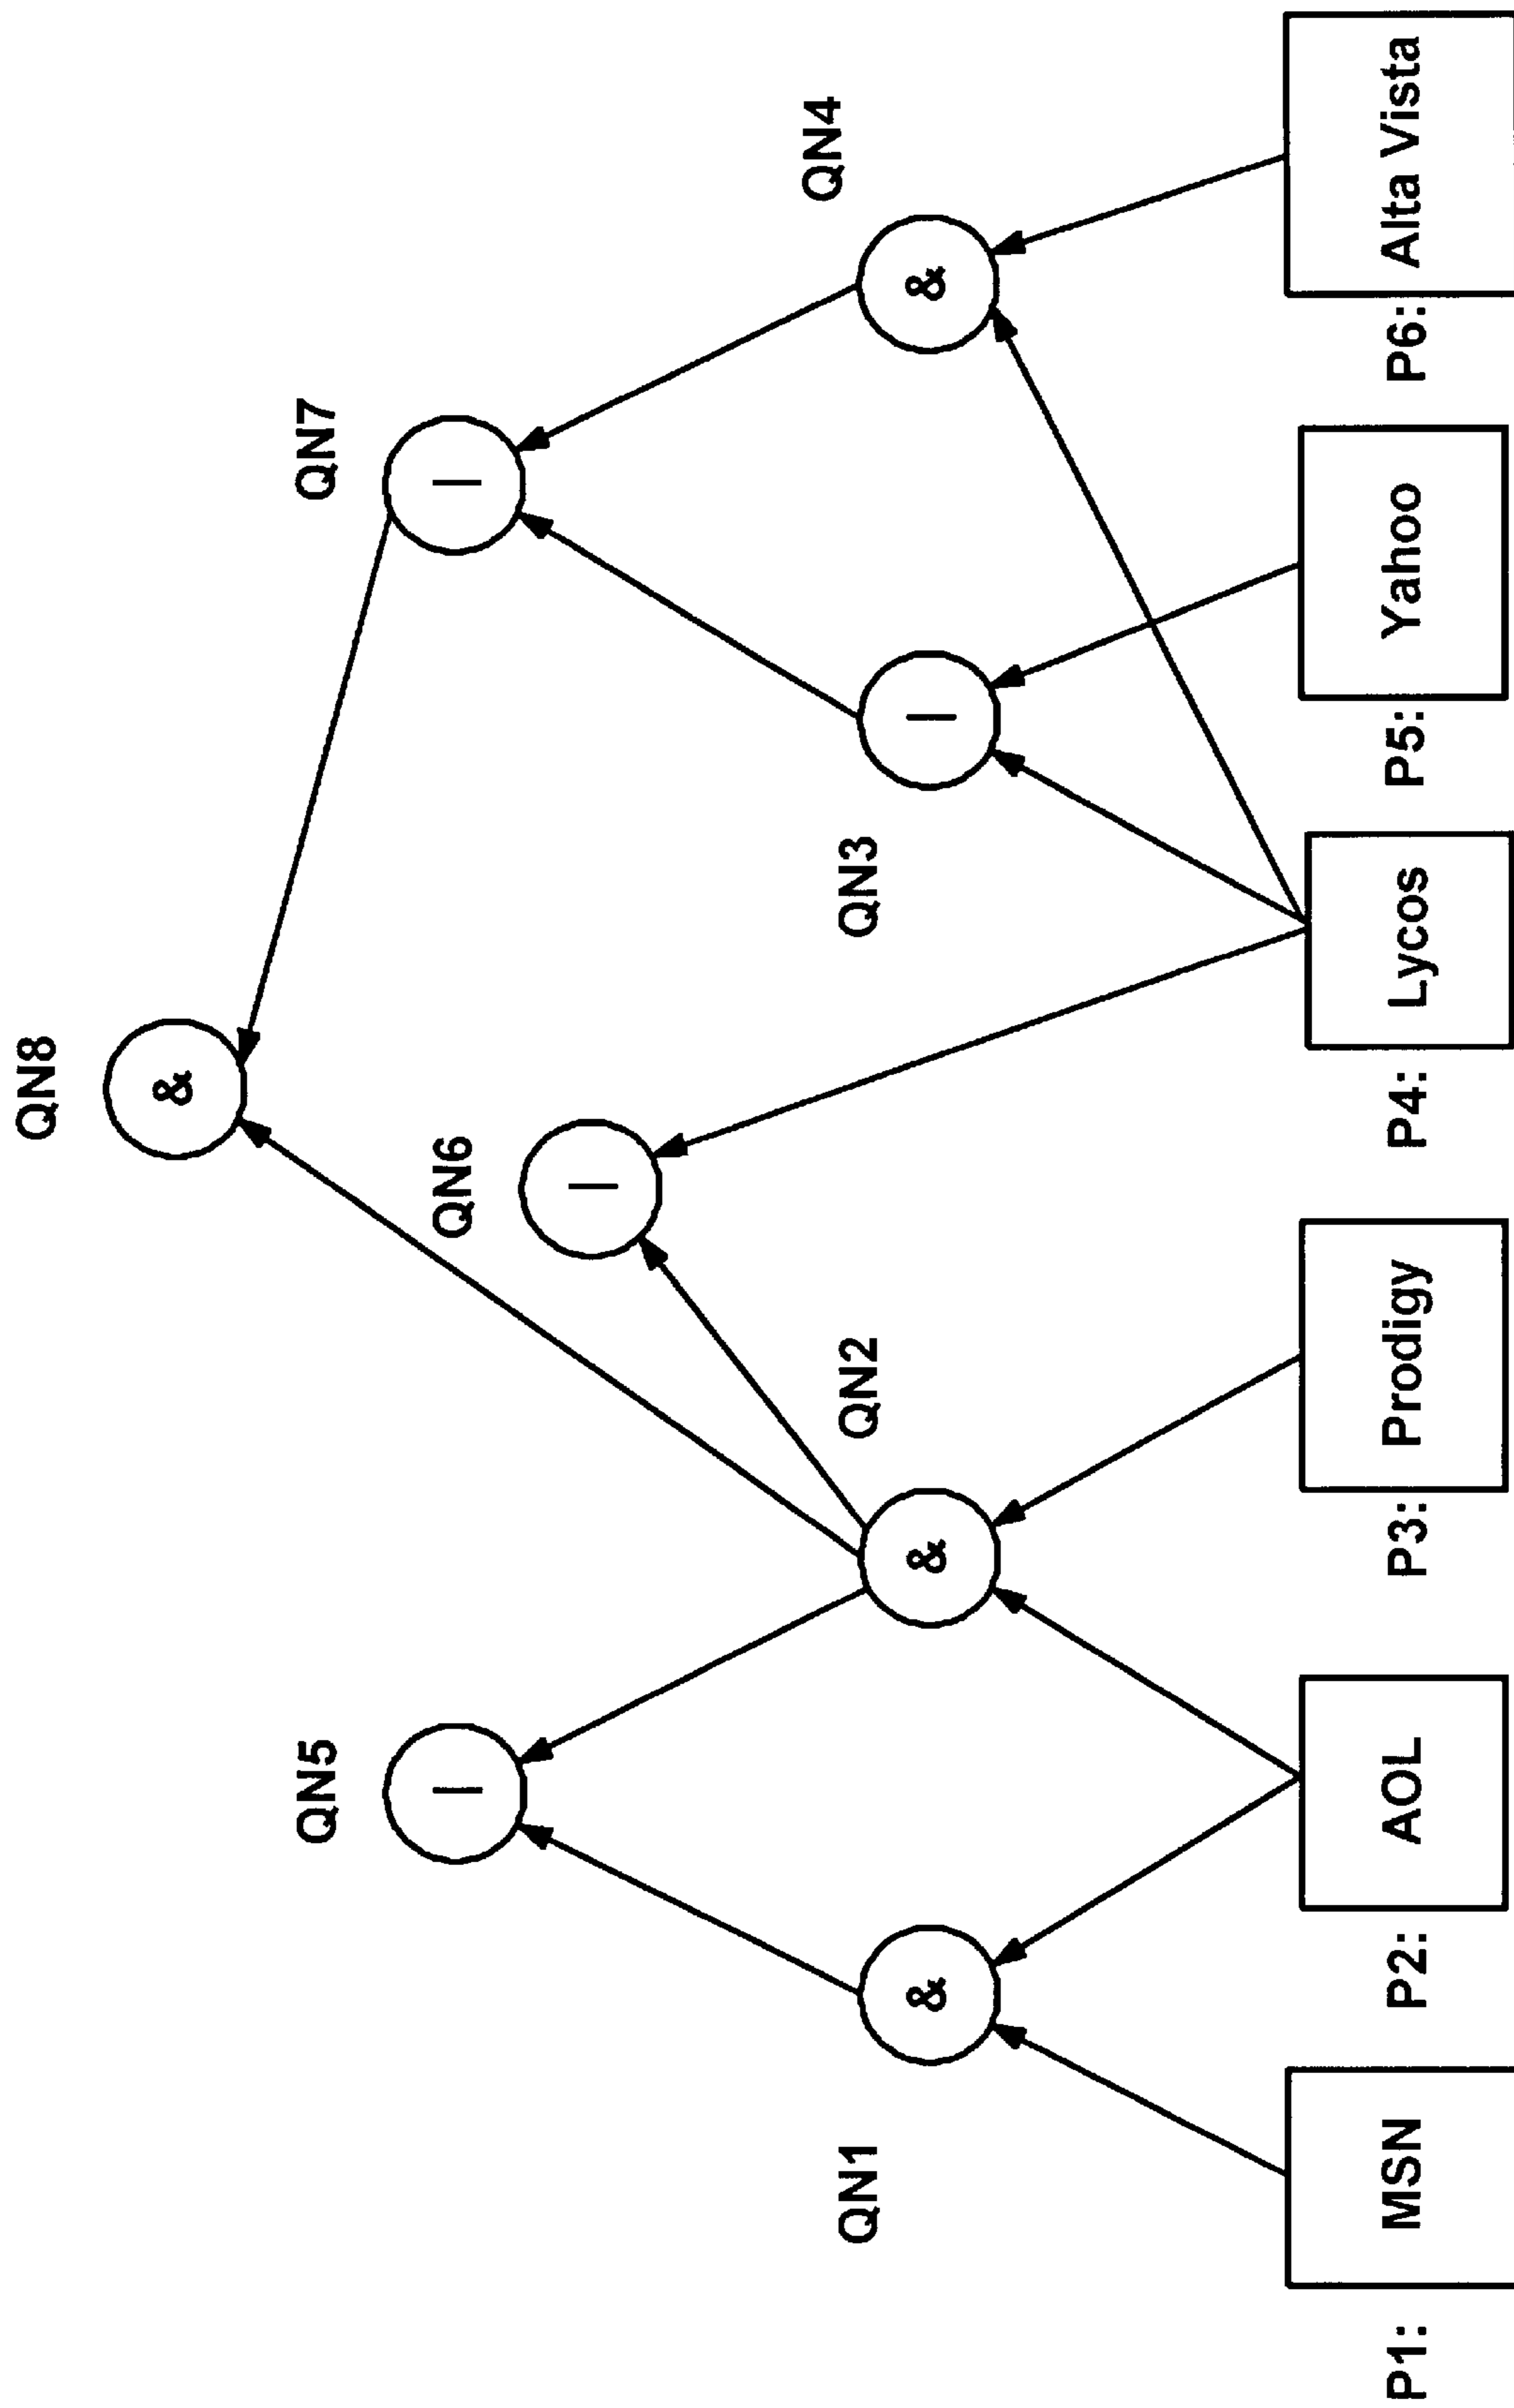 QN8
&
QN5
QN7
|
QN6
|
|
QN4
QN1
QN2
QN3
&
&
|
&
P1: MSN
P2: AOL
P3: Prodigy
P4: Lycos
P5: Yahoo
P6: Alta Vista